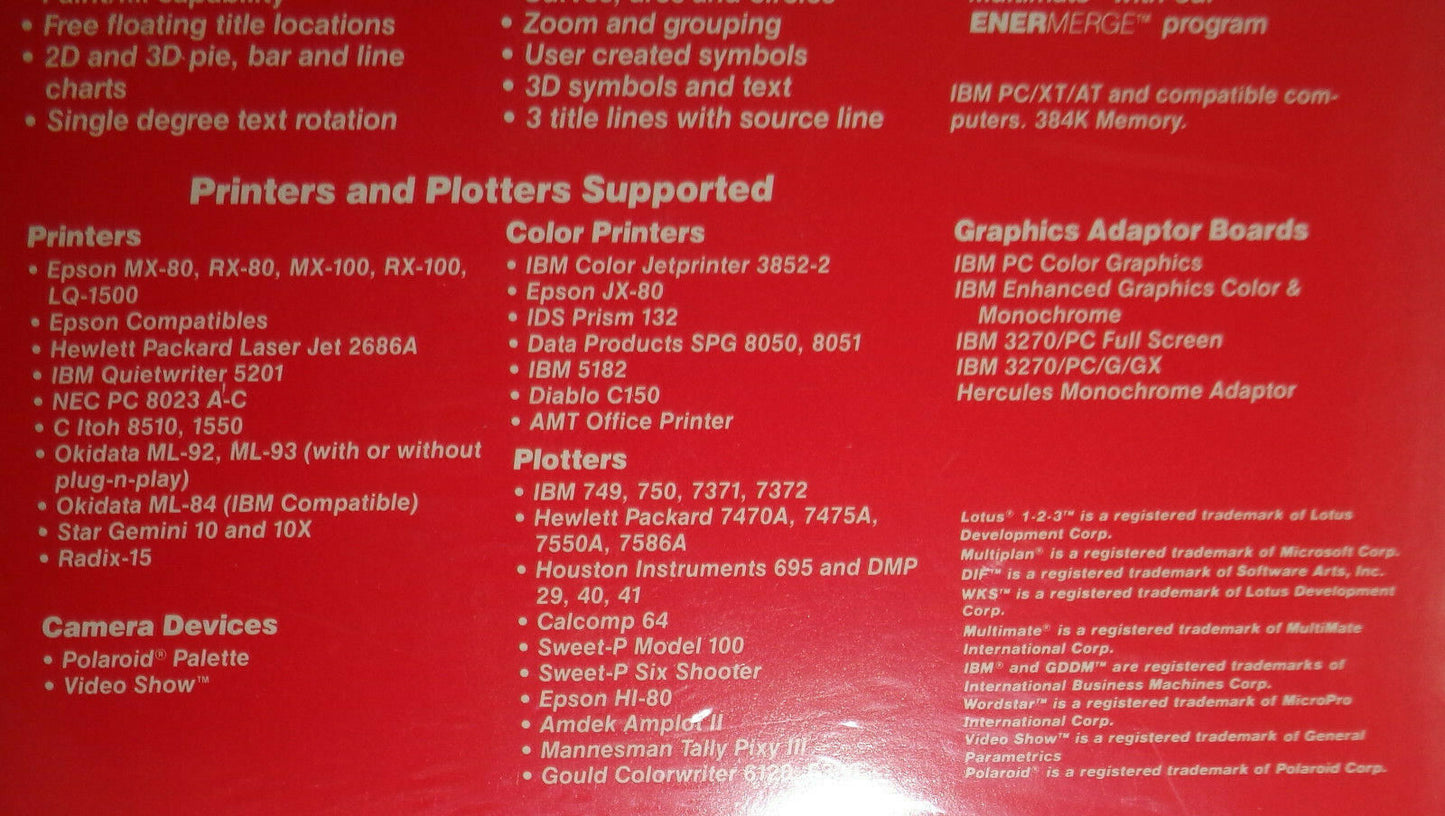 • Free floating title locations
• 2D and 3D pie, bar and line
charts
• Single degree text rotation
• Zoom and grouping
• User created symbols
• 3D symbols and text
• 3 title lines with source line
ENERMERGE™ program
IBM PC/XT/AT and compatible com-
puters. 384K Memory.
Printers and Plotters Supported
Printers
• Epson MX-80, RX-80, MX-100, RX-100,
LQ-1500
• Epson Compatibles
• Hewlett Packard Laser Jet 2686A
• IBM Quietwriter 5201
• NEC PC 8023 A-C
• C Itoh 8510, 1550
• Okidata ML-92, ML-93 (with or without
plug-n-play)
• Okidata ML-84 (IBM Compatible)
• Star Gemini 10 and 10X
• Radix-15
Camera Devices
• Polaroid® Palette
• Video Show™
Color Printers
• IBM Color Jetprinter 3852-2
• Epson JX-80
• IDS Prism 132
• Data Products SPG 8050, 8051
• IBM 5182
• Diablo C150
• AMT Office Printer
Plotters
• IBM 749, 750, 7371, 7372
• Hewlett Packard 7470A, 7475A,
7550A, 7586A
• Houston Instruments 695 and DMP
29, 40, 41
• Calcomp 64
• Sweet-P Model 100
• Sweet-P Six Shooter
• Epson HI-80
• Amdek Amplot II
• Mannesman Tally Pixy III
• Gould Colorwriter
Graphics Adaptor Boards
IBM PC Color Graphics
IBM Enhanced Graphics Color &
Monochrome
IBM 3270/PC Full Screen
IBM 3270/PC/G/GX
Hercules Monochrome Adaptor
Lotus® 1-2-3™ is a registered trademark of Lotus
Development Corp.
Multiplan® is a registered trademark of Microsoft Corp.
DIF™ is a registered trademark of Software Arts, Inc.
WKS™ is a registered trademark of Lotus Development
Corp.
Multimate® is a registered trademark of MultiMate
International Corp.
IBM® and GDDM™ are registered trademarks of
International Business Machines Corp.
Wordstar™ is a registered trademark of MicroPro
International Corp.
Video Show™ is a registered trademark of General
Parametrics
Polaroid® is a registered trademark of Polaroid Corp.